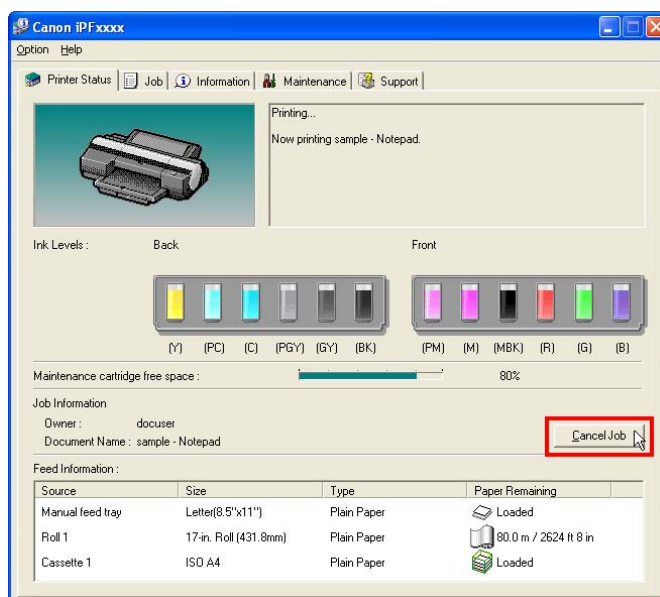 Canon iPFxxxx
Option Help
Printer Status Job Information Maintenance Support
Printing...
Now printing sample - Notepad.
Ink Levels : Back Front
(Y) (PC) (C) (PGY) (GY) (BK) (PM) (M) (MBK) (R) (G) (B)
Maintenance cartridge free space : 80%
Job Information
Owner : docuser
Document Name : sample - Notepad
Cancel Job
Feed Information :
Source Size Type Paper Remaining
Manual feed tray Letter(8.5"x11") Plain Paper Loaded
Roll 1 17-in. Roll (431.8mm) Plain Paper 80.0 m / 2624 ft 8 in
Cassette 1 ISO A4 Plain Paper Loaded